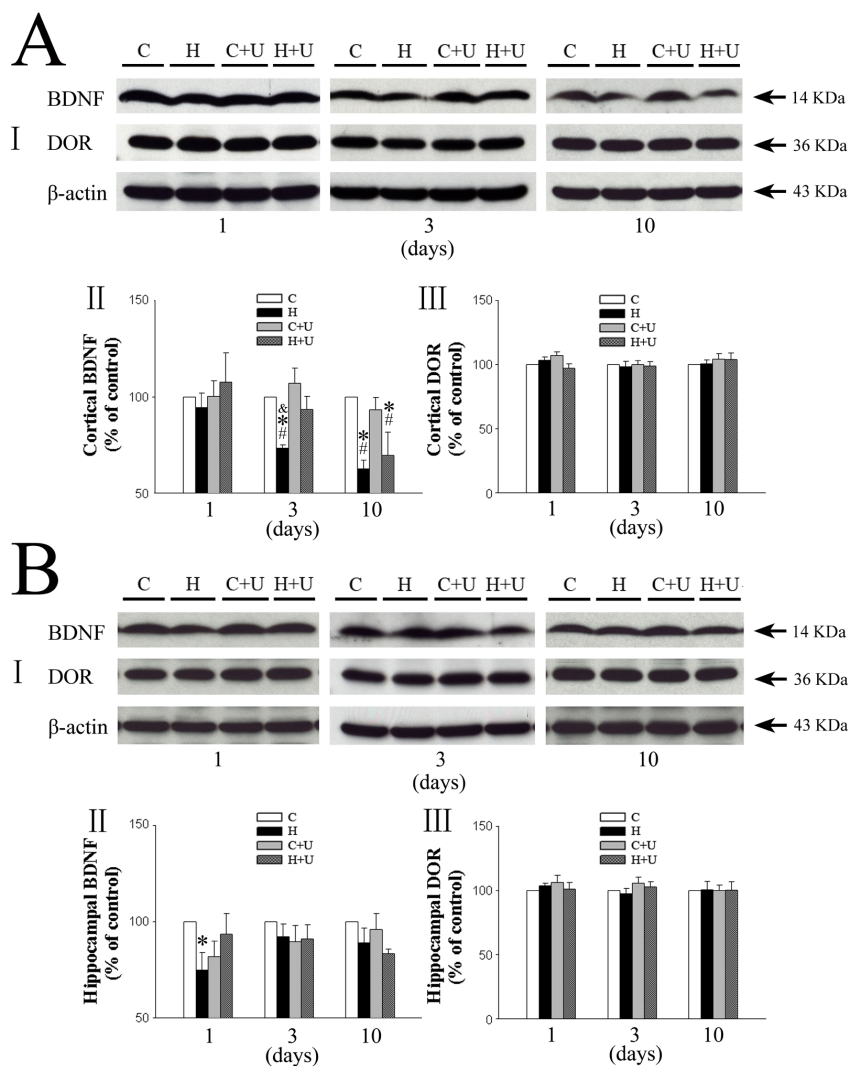 A
C H C+U H+U C H C+U H+U C H C+U H+U
BDNF 14 KDa
I DOR 36 KDa
β-actin 43 KDa
1 3 10
(days)
II
Cortical BDNF
(% of control)
150
100
50
C
H
C+U
H+U
&
*
#
*
#
*
#
1 3 10
(days)
III
Cortical DOR
(% of control)
150
100
50
0
C
H
C+U
H+U
1 3 10
(days)
B
C H C+U H+U C H C+U H+U C H C+U H+U
BDNF 14 KDa
I DOR 36 KDa
β-actin 43 KDa
1 3 10
(days)
II
Hippocampal BDNF
(% of control)
150
100
50
C
H
C+U
H+U
*
1 3 10
(days)
III
Hippocampal DOR
(% of control)
150
100
50
0
C
H
C+U
H+U
1 3 10
(days)